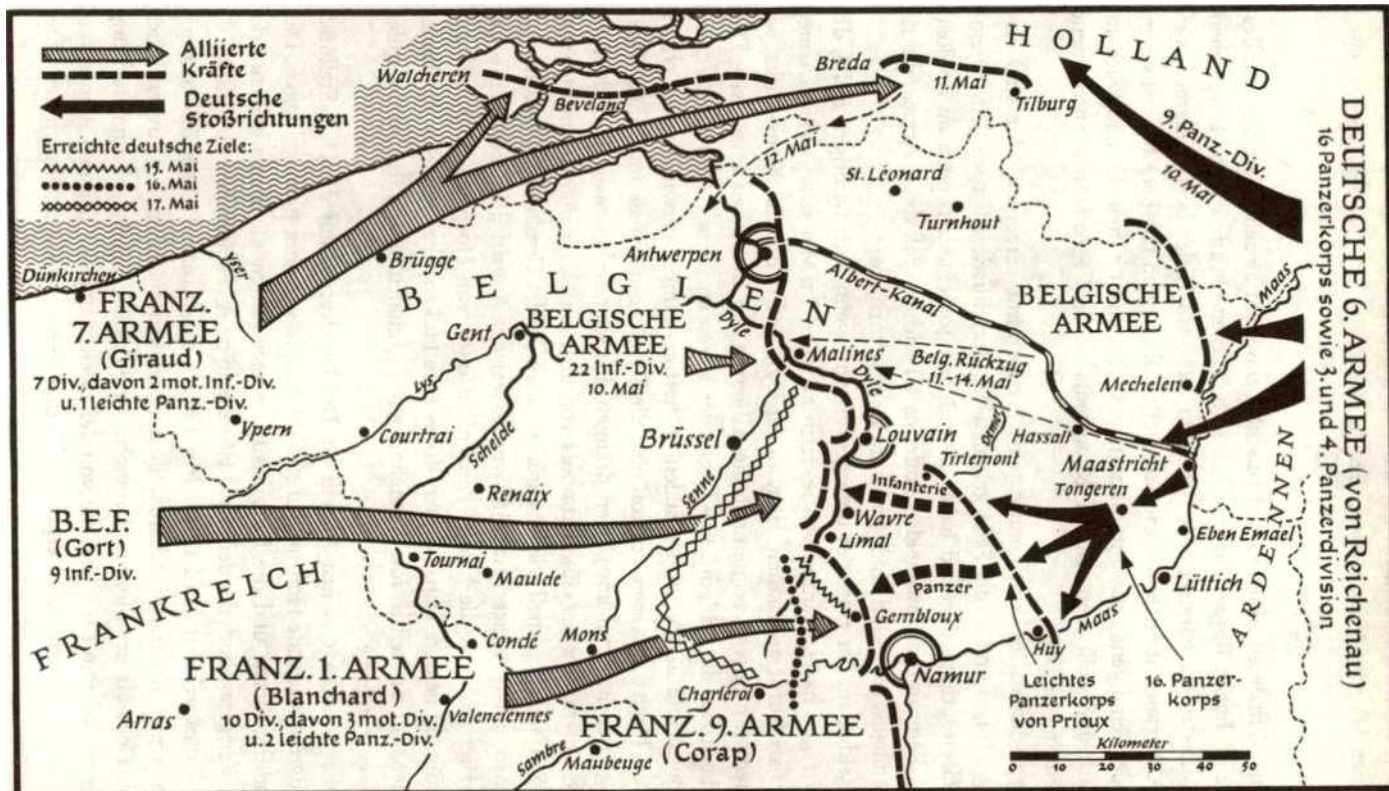 Alliierte
Kräfte
Deutsche
Stoßrichtungen
Erreichte deutsche Ziele:
15. Mai
16. Mai
17. Mai
HOLLAND
Walcheren
Beveland
Breda
11. Mai
Tilburg
9. Panz.-Div.
10. Mai
12. Mai
St. Léonard
Turnhout
Dünkirchen
Yser
Brügge
Antwerpen
Albert-Kanal
BELGIEN
BELGISCHE
ARMEE
Maas
FRANZ.
7. ARMEE
(Giraud)
7 Div., davon 2 mot. Inf.-Div.
u. 1 leichte Panz.-Div.
Gent
BELGISCHE
ARMEE
22 Inf.-Div.
10. Mai
Dyle
Malines
Dyle
Belg. Rückzug
11.-14. Mai
Mechelen
Ypern
Lys
Courtrai
Schelde
Renaix
Brüssel
Senne
Louvain
Demer
Hasselt
Tirlemont
Maastricht
Tongeren
Infanterie
Wavre
Limal
Eben Emael
B.E.F.
(Gort)
9 Inf.-Div.
Tournai
Maulde
Panzer
Lüttich
ARDENNEN
FRANKREICH
Condé
Mons
Gembloux
Huy
Maas
FRANZ. 1. ARMEE
(Blanchard)
10 Div., davon 3 mot. Div.
u. 2 leichte Panz.-Div.
Arras
Valenciennes
Charleroi
Namur
Leichtes
Panzerkorps
von Prioux
16. Panzer-
korps
FRANZ. 9. ARMEE
(Corap)
Sambre
Maubeuge
Kilometer
0 10 20 30 40 50
DEUTSCHE 6. ARMEE (von Reichenau)
16 Panzerkorps sowie 3. und 4. Panzerdivision